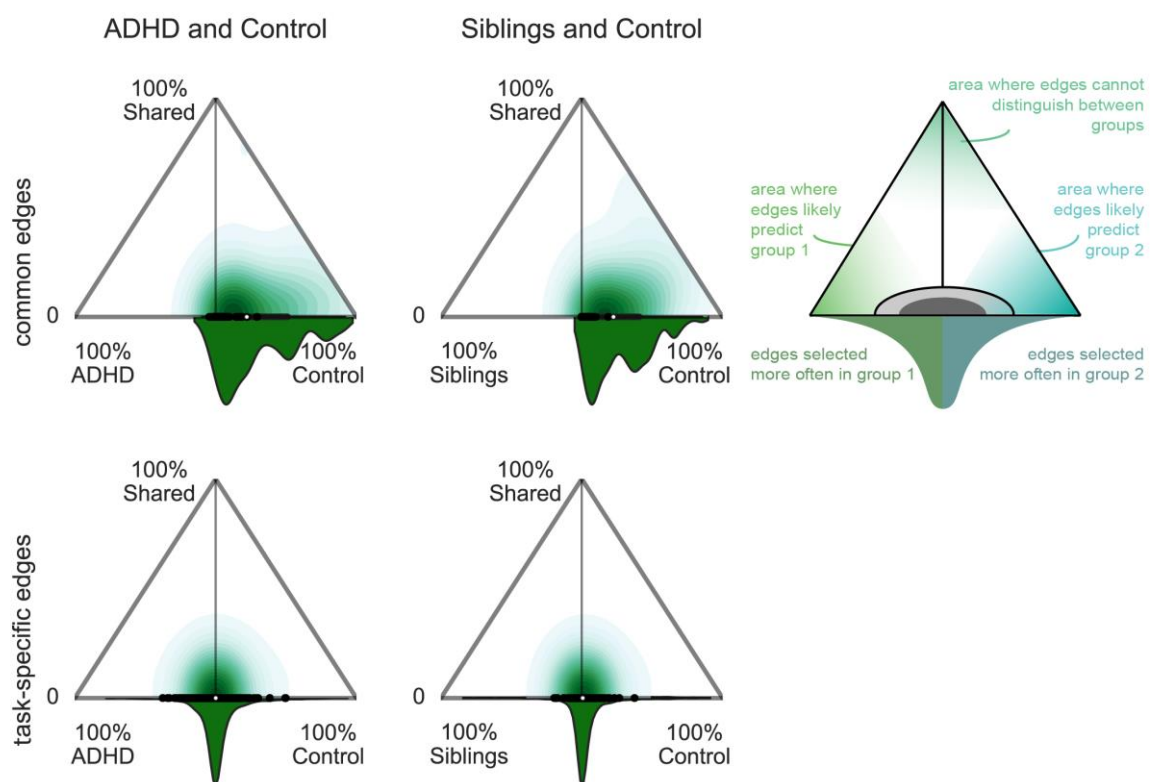 ADHD and Control
Siblings and Control
common edges
100%
Shared
0
100%
ADHD
100%
Control
100%
Shared
0
100%
Siblings
100%
Control
area where edges cannot
distinguish between
groups
area where
edges likely
predict
group 1
area where
edges likely
predict
group 2
edges selected
more often in group 1
edges selected
more often in group 2
task-specific edges
100%
Shared
0
100%
ADHD
100%
Control
100%
Shared
0
100%
Siblings
100%
Control